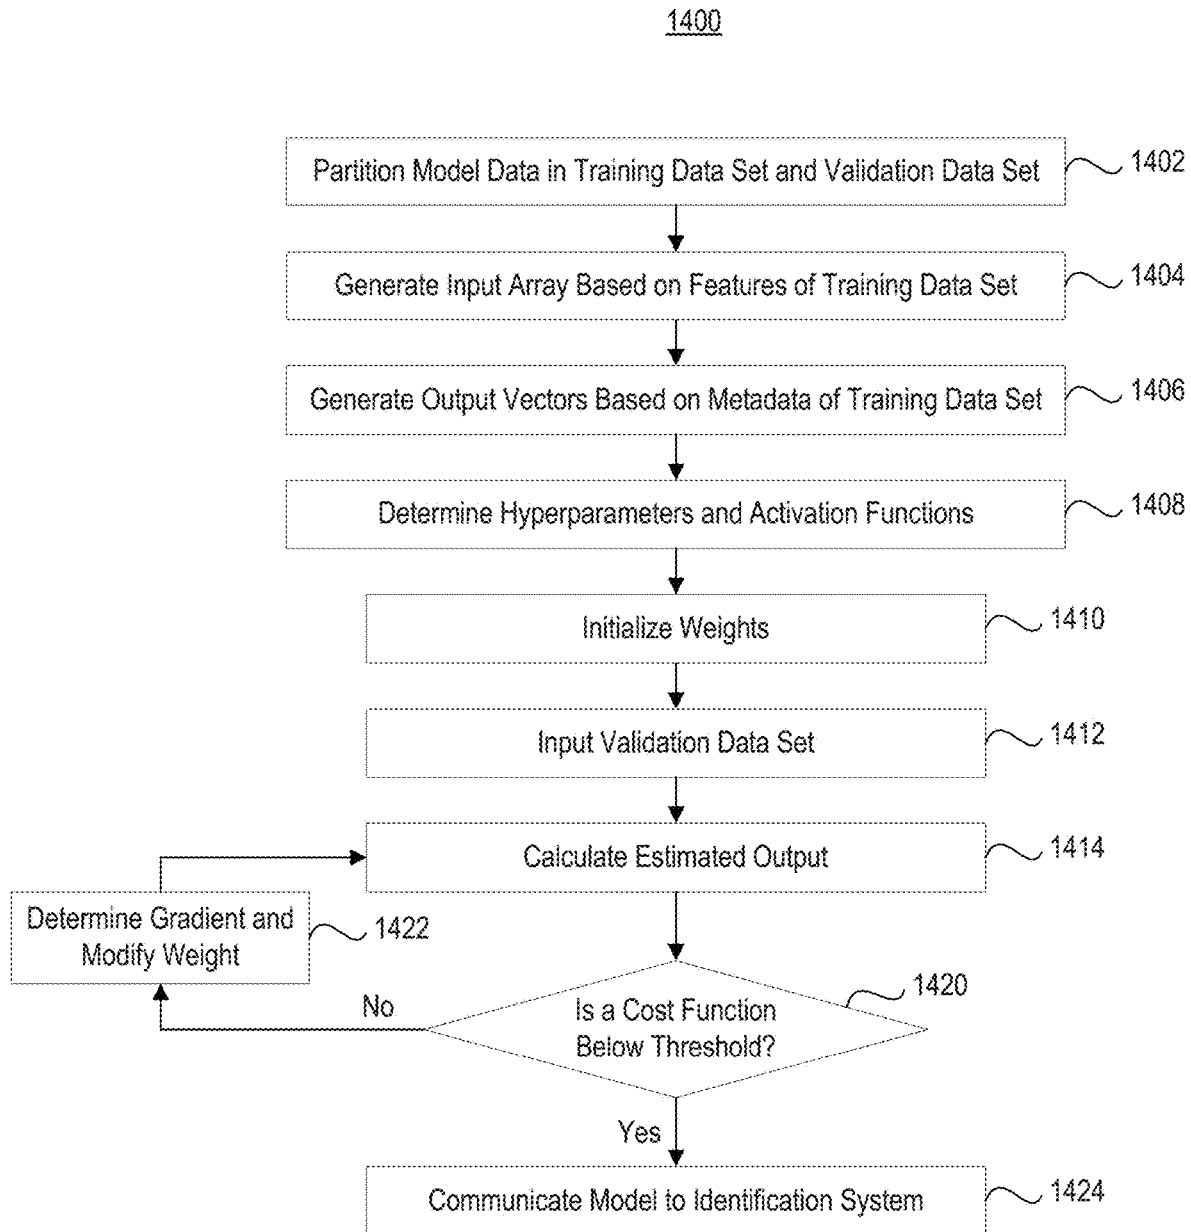 1400
Partition Model Data in Training Data Set and Validation Data Set
1402
Generate Input Array Based on Features of Training Data Set
1404
Generate Output Vectors Based on Metadata of Training Data Set
1406
Determine Hyperparameters and Activation Functions
1408
Initialize Weights
1410
Input Validation Data Set
1412
Calculate Estimated Output
1414
Determine Gradient and
Modify Weight
1422
Is a Cost Function
Below Threshold?
1420
No
Yes
Communicate Model to Identification System
1424